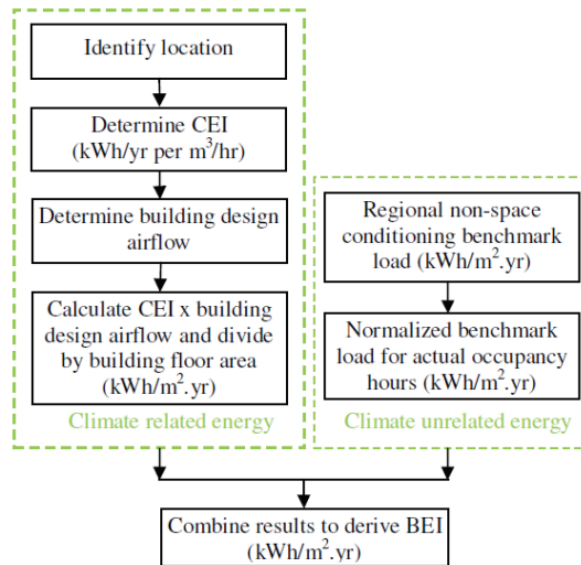 Identify location
Determine CEI
(kWh/yr per m³/hr)
Determine building design
airflow
Calculate CEI x building
design airflow and divide
by building floor area
(kWh/m².yr)
Climate related energy
Regional non-space
conditioning benchmark
load (kWh/m².yr)
Normalized benchmark
load for actual occupancy
hours (kWh/m².yr)
Climate unrelated energy
Combine results to derive BEI
(kWh/m².yr)